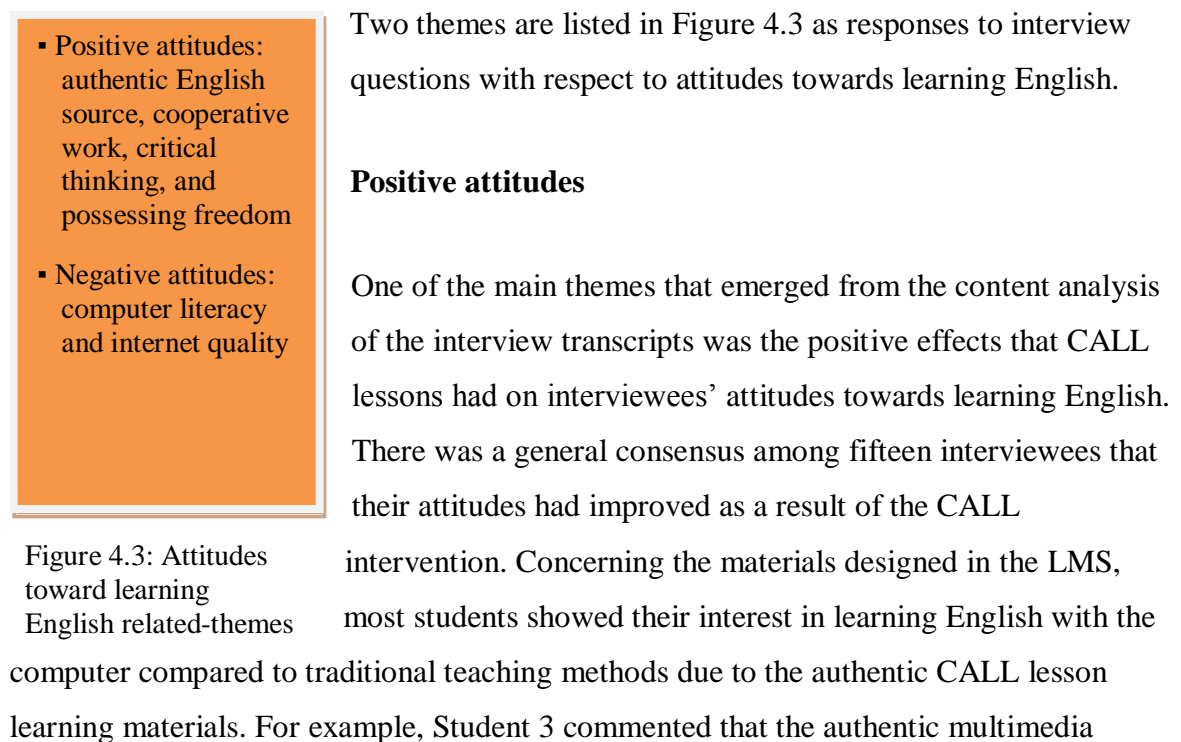 ▪ Positive attitudes:
authentic English
source, cooperative
work, critical
thinking, and
possessing freedom
▪ Negative attitudes:
computer literacy
and internet quality
Figure 4.3: Attitudes
toward learning
English related-themes
Two themes are listed in Figure 4.3 as responses to interview
questions with respect to attitudes towards learning English.
Positive attitudes
One of the main themes that emerged from the content analysis
of the interview transcripts was the positive effects that CALL
lessons had on interviewees’ attitudes towards learning English.
There was a general consensus among fifteen interviewees that
their attitudes had improved as a result of the CALL
intervention. Concerning the materials designed in the LMS,
most students showed their interest in learning English with the
computer compared to traditional teaching methods due to the authentic CALL lesson
learning materials. For example, Student 3 commented that the authentic multimedia